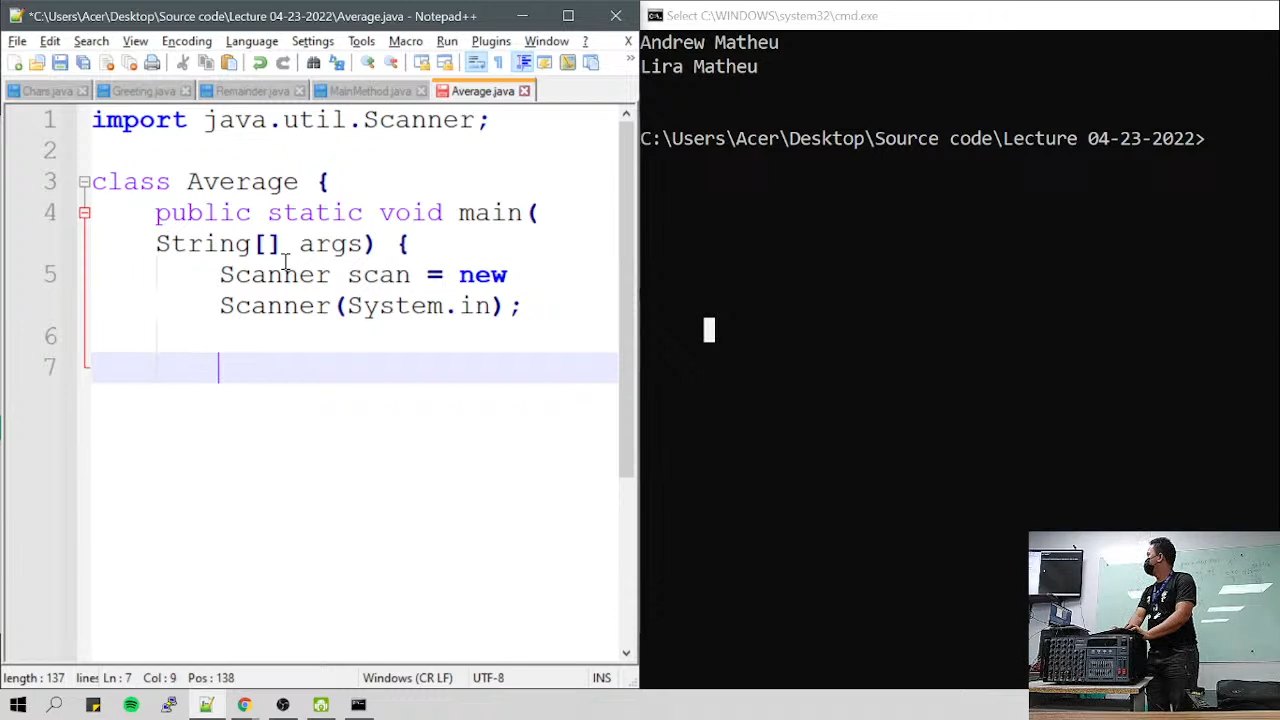 *C:\Users\Acer\Desktop\Source code\Lecture 04-23-2022\Average.java - Notepad++
File Edit Search View Encoding Language Settings Tools Macro Run Plugins Window ? X
Chars.java Greeting.java Remainder.java MainMethod.java Average.java
1 import java.util.Scanner;
2
3 class Average {
4 public static void main(
String[] args) {
5 Scanner scan = new
Scanner(System.in);
6
7
length : 137 lines Ln : 7 Col : 9 Pos : 138 Windows (CR LF) UTF-8 INS
Select C:\WINDOWS\system32\cmd.exe
Andrew Matheu
Lira Matheu
C:\Users\Acer\Desktop\Source code\Lecture 04-23-2022>